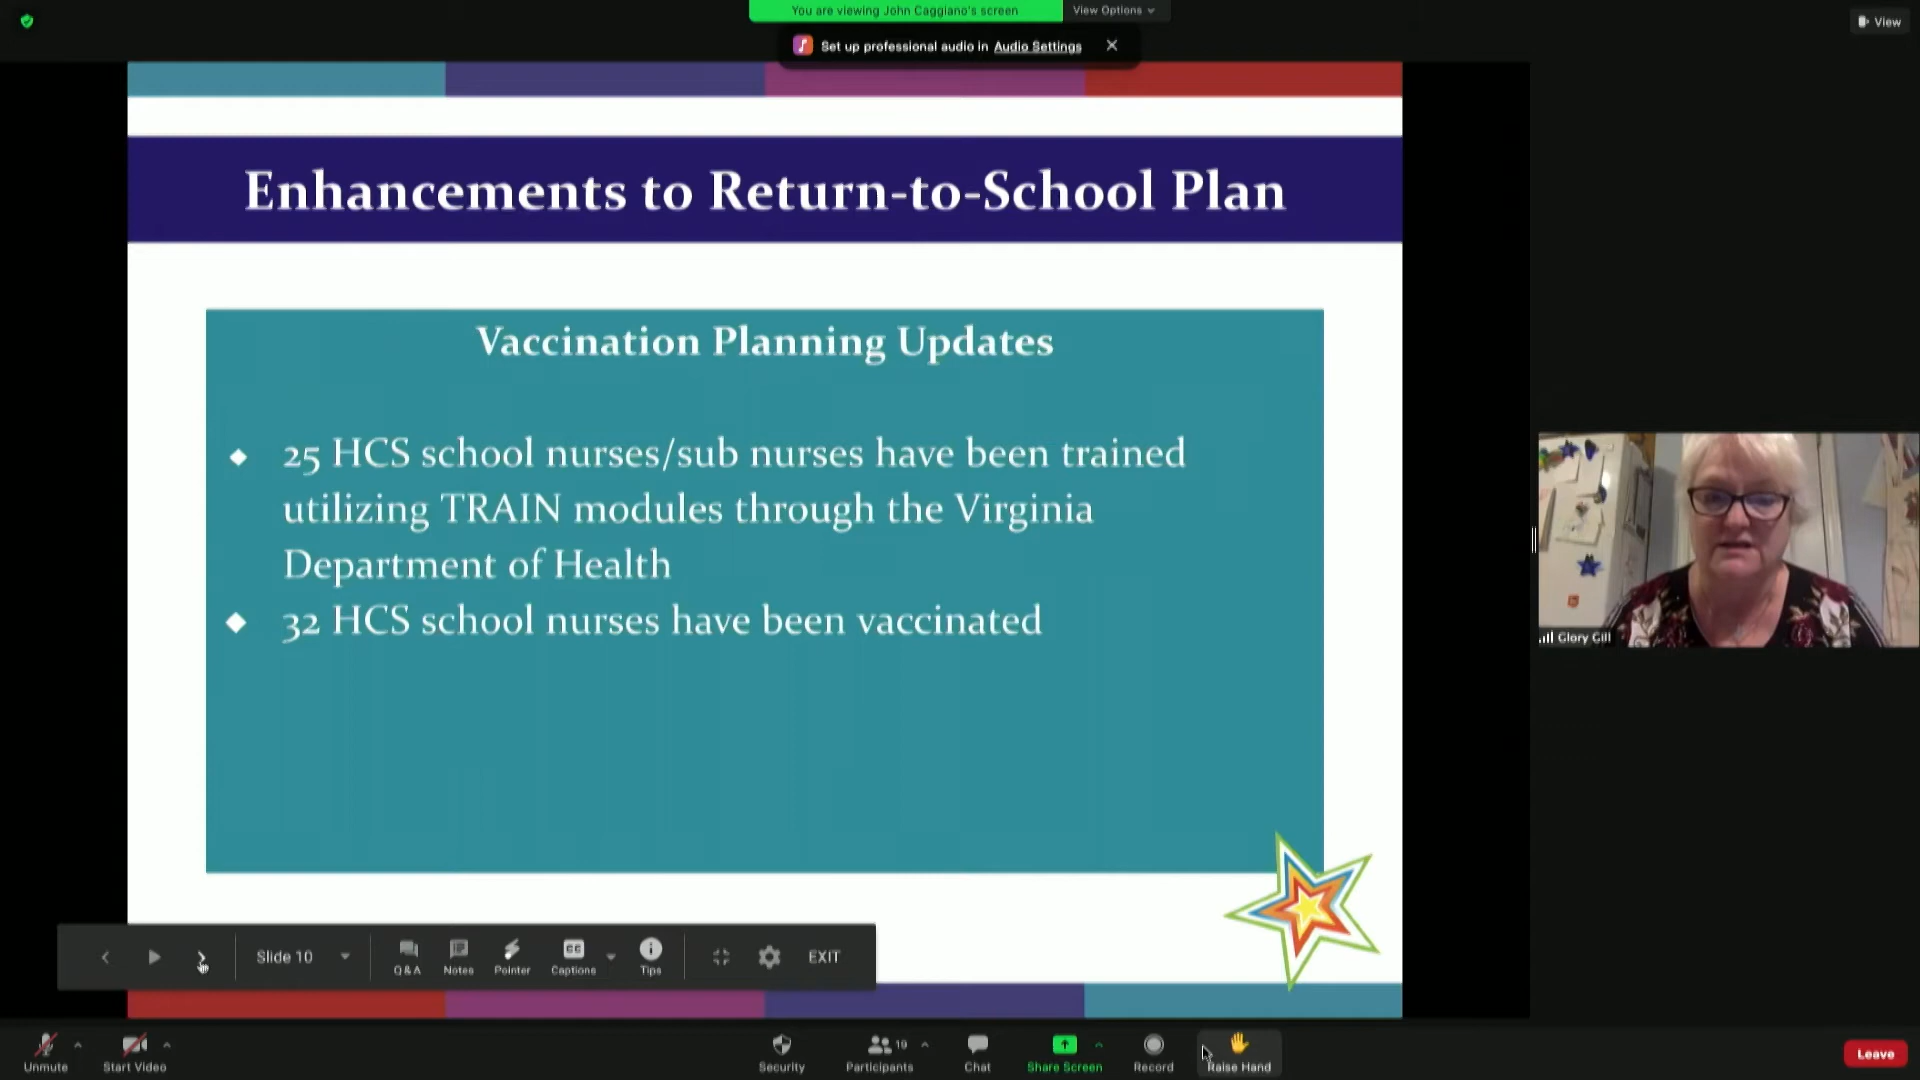 You are viewing John Caggiano's screen
View Options
View
Set up professional audio in Audio Settings
Enhancements to Return-to-School Plan
Vaccination Planning Updates
25 HCS school nurses/sub nurses have been trained
utilizing TRAIN modules through the Virginia
Department of Health
32 HCS school nurses have been vaccinated
Glory Gill
Slide 10
Q&A
Notes
Pointer
CC
Captions
Tips
EXIT
Unmute
Start Video
Security
19
Participants
Chat
Share Screen
Record
Raise Hand
Leave